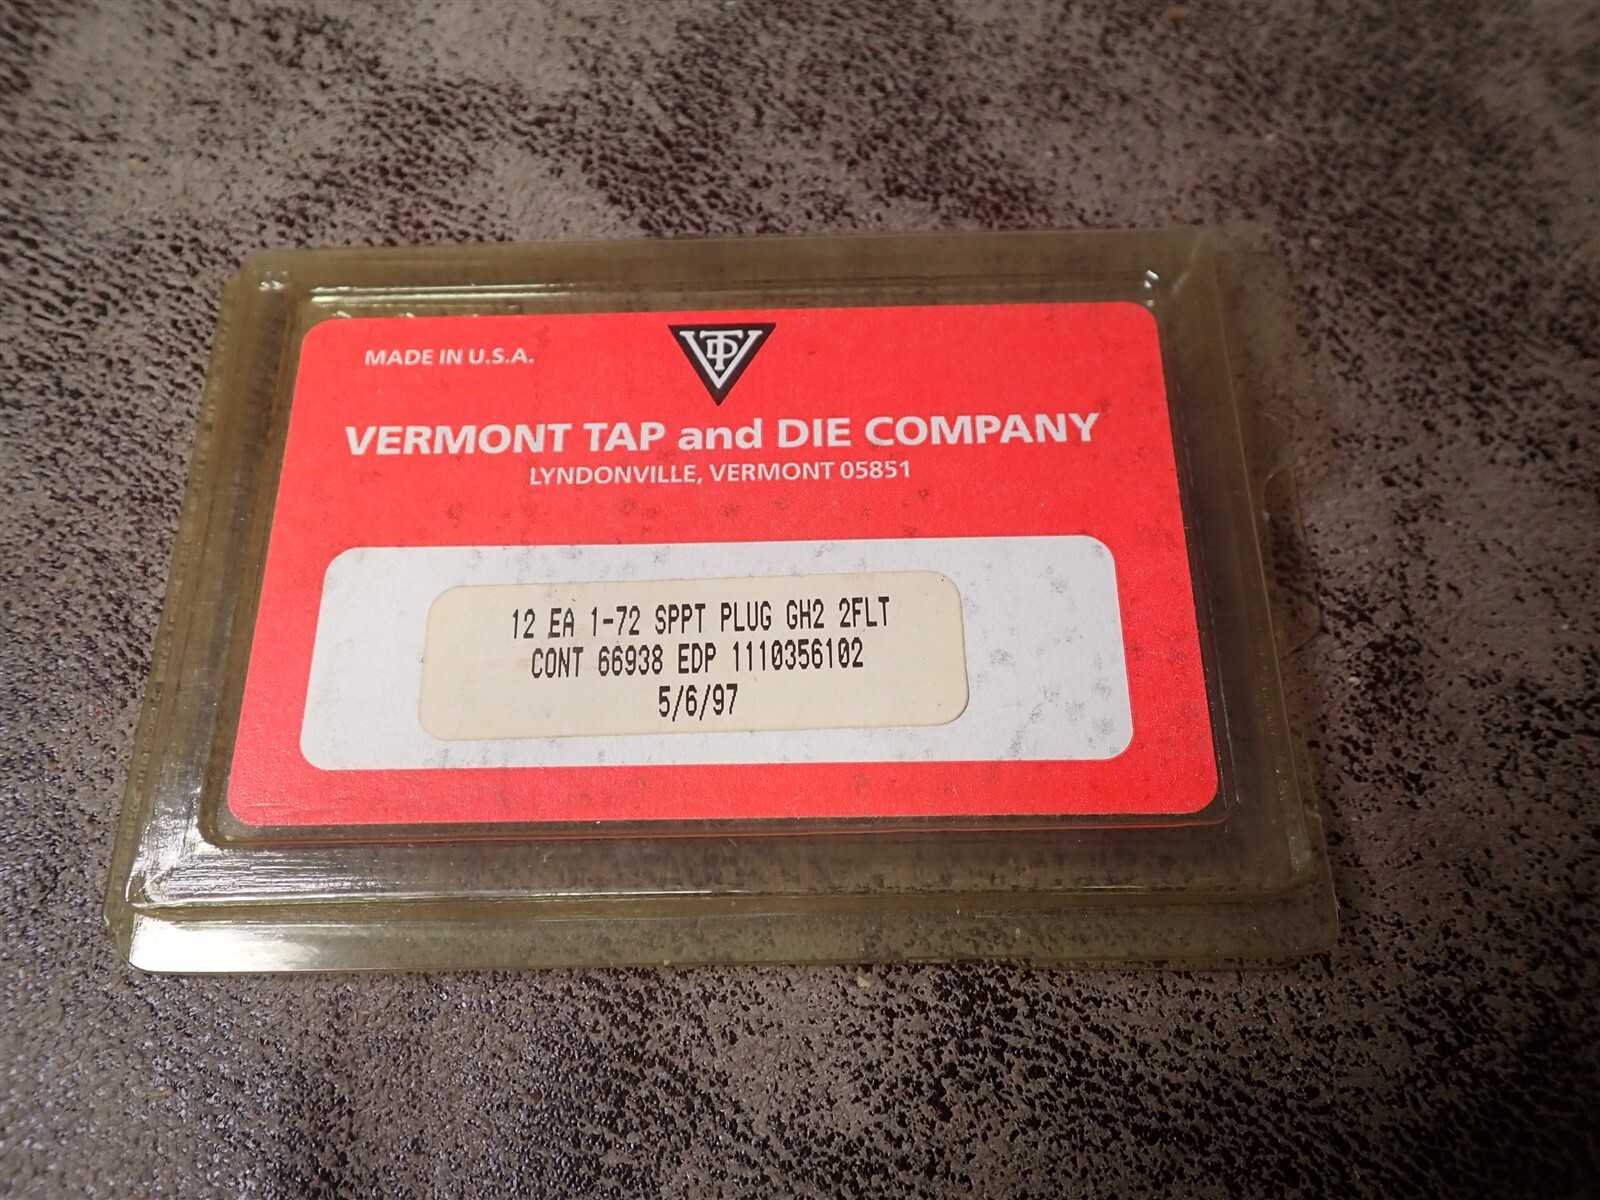 MADE IN U.S.A.
VTD
VERMONT TAP and DIE COMPANY
LYNDONVILLE, VERMONT 05851
12 EA 1-72 SPPT PLUG GH2 2FLT
CONT 66938 EDP 1110356102
5/6/97